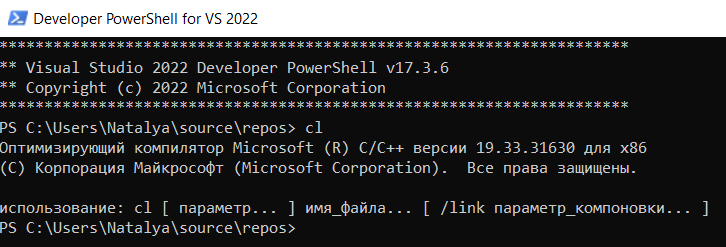 Developer PowerShell for VS 2022
**********************************************************************
** Visual Studio 2022 Developer PowerShell v17.3.6
** Copyright (c) 2022 Microsoft Corporation
**********************************************************************
PS C:\Users\Natalya\source\repos> cl
Оптимизирующий компилятор Microsoft (R) C/C++ версии 19.33.31630 для x86
(C) Корпорация Майкрософт (Microsoft Corporation).  Все права защищены.
использование: cl [ параметр... ] имя_файла... [ /link параметр_компоновки... ]
PS C:\Users\Natalya\source\repos>